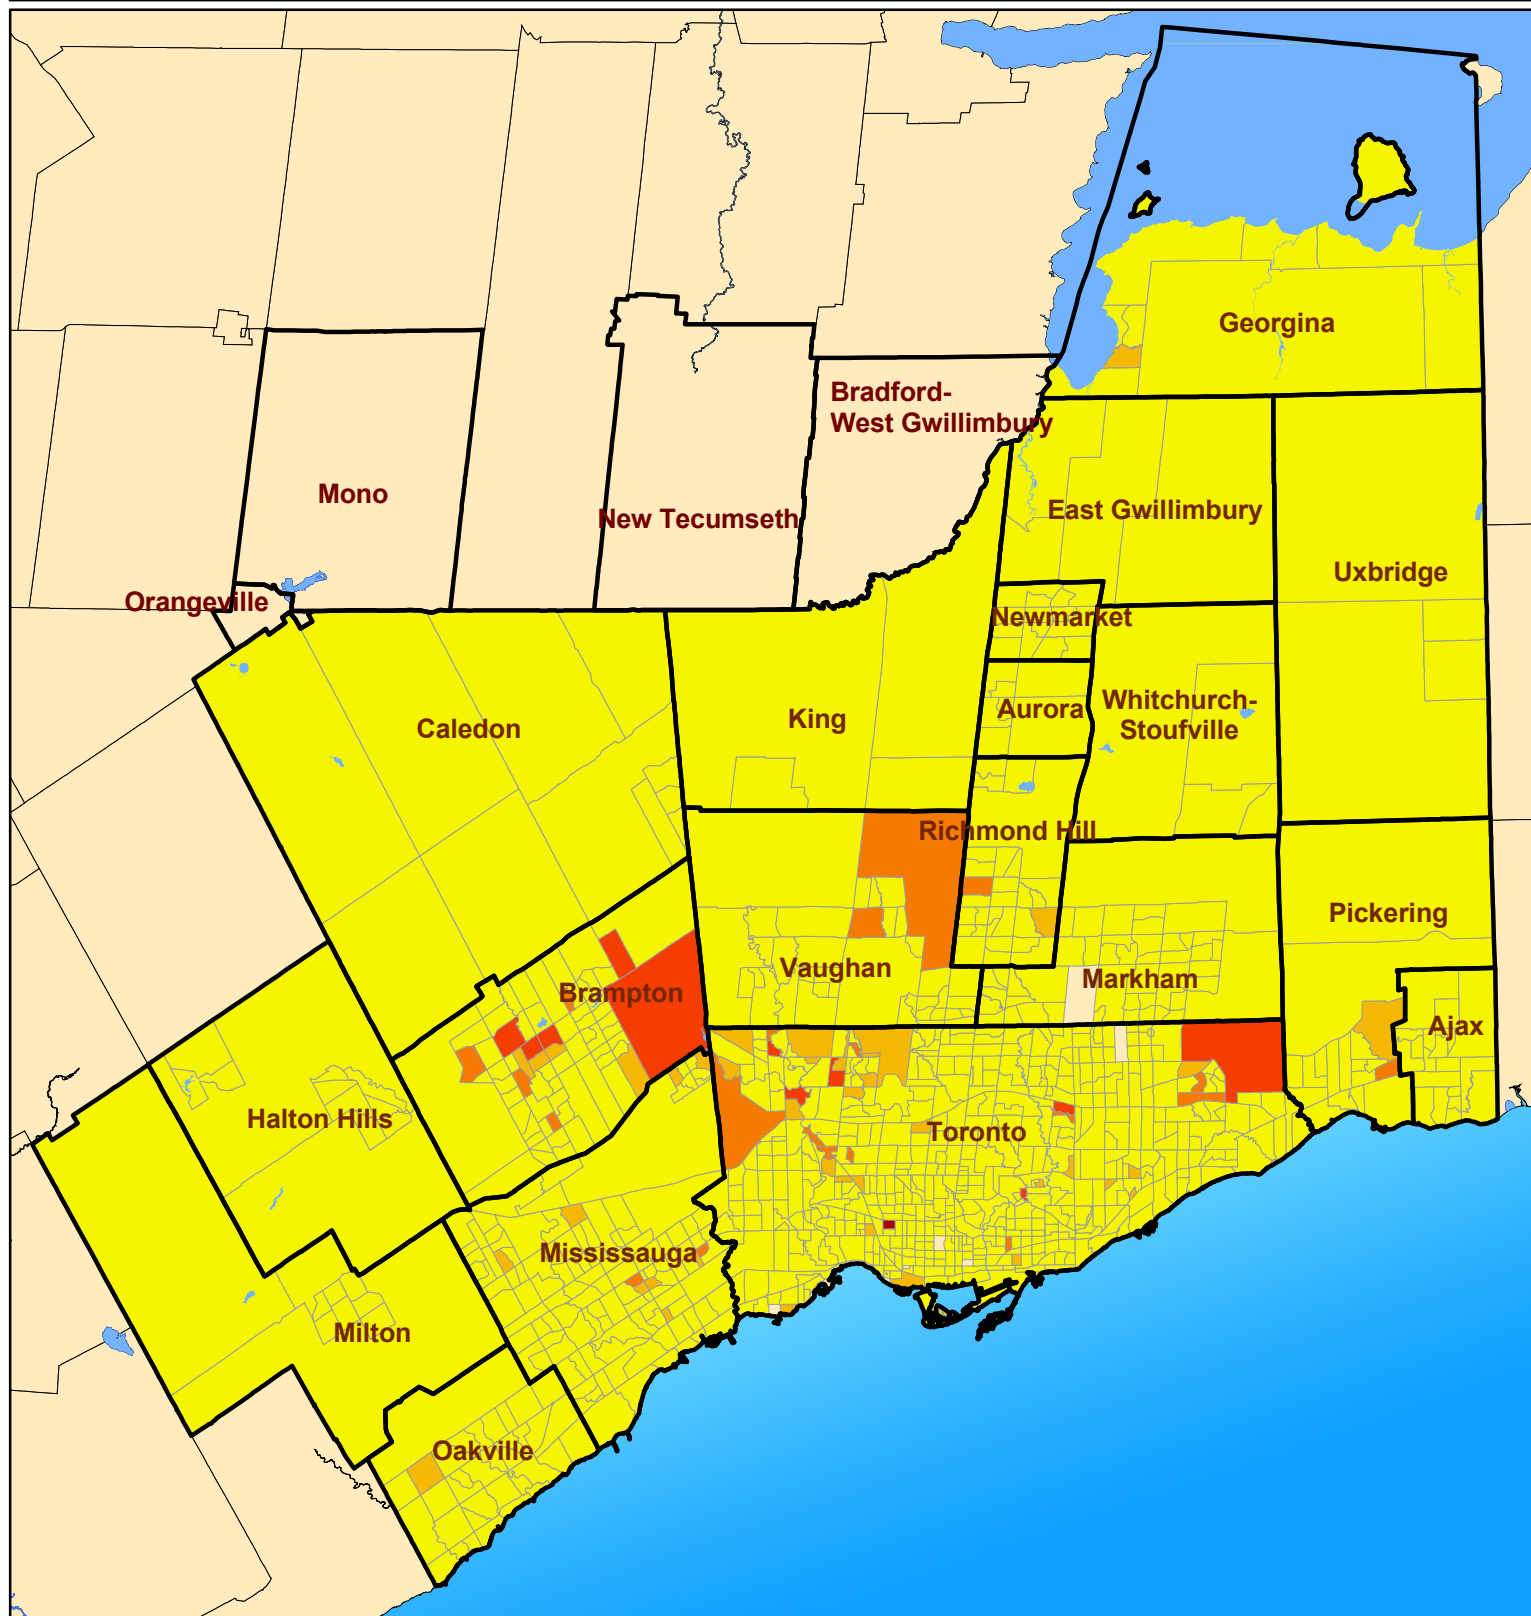 Georgina
Bradford-
West Gwillimbury
Mono
New Tecumseth
East Gwillimbury
Uxbridge
Orangeville
Newmarket
Caledon
King
Aurora
Whitchurch-
Stoufville
Richmond Hill
Pickering
Vaughan
Markham
Brampton
Ajax
Halton Hills
Toronto
Mississauga
Milton
Oakville